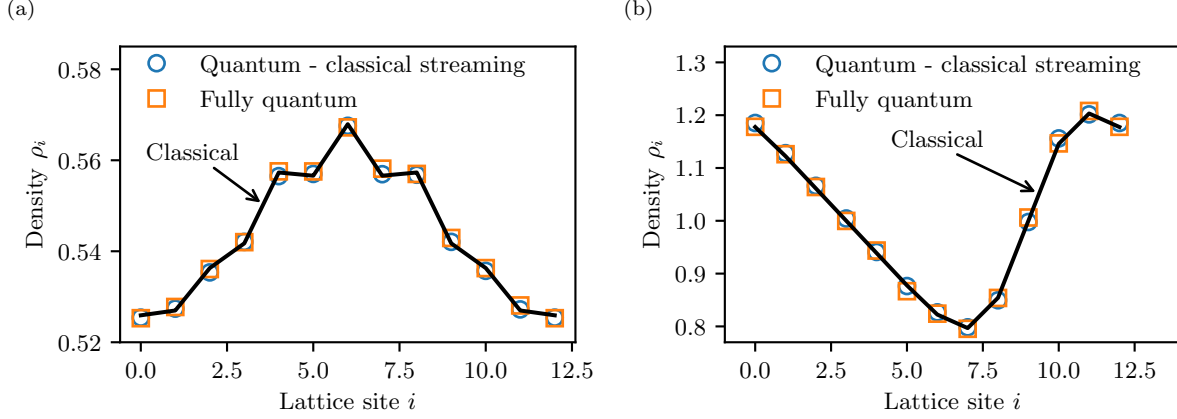 (a)
0.58
0.56
0.54
0.52
Density ρᵢ
Quantum - classical streaming
Fully quantum
Classical
0.0 2.5 5.0 7.5 10.0 12.5
Lattice site i
(b)
1.3
1.2
1.1
1.0
0.9
0.8
Density ρᵢ
Quantum - classical streaming
Fully quantum
Classical
0.0 2.5 5.0 7.5 10.0 12.5
Lattice site i